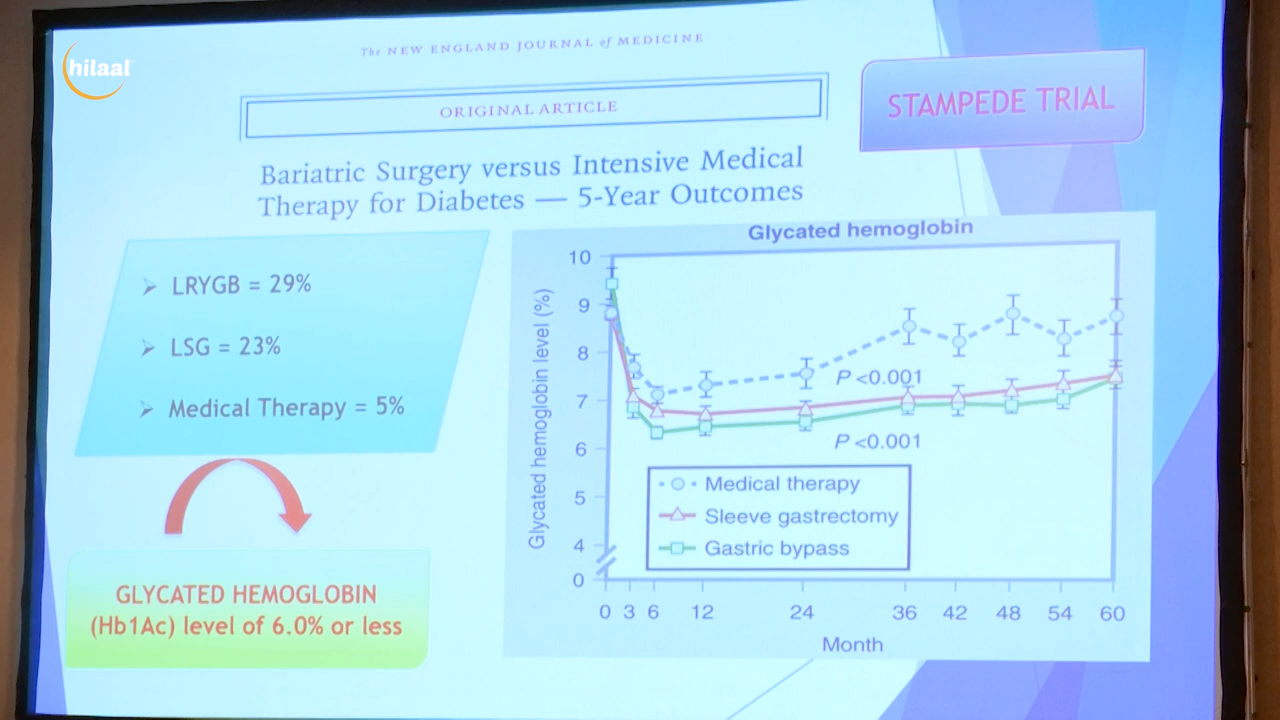 hilaal
The NEW ENGLAND JOURNAL of MEDICINE
ORIGINAL ARTICLE
STAMPEDE TRIAL
Bariatric Surgery versus Intensive Medical
Therapy for Diabetes — 5-Year Outcomes
LRYGB = 29%
LSG = 23%
Medical Therapy = 5%
GLYCATED HEMOGLOBIN
(Hb1Ac) level of 6.0% or less
Glycated hemoglobin
Glycated hemoglobin level (%)
10
9
8
7
6
5
4
0
P <0.001
P <0.001
Medical therapy
Sleeve gastrectomy
Gastric bypass
0 3 6 12 24 36 42 48 54 60
Month